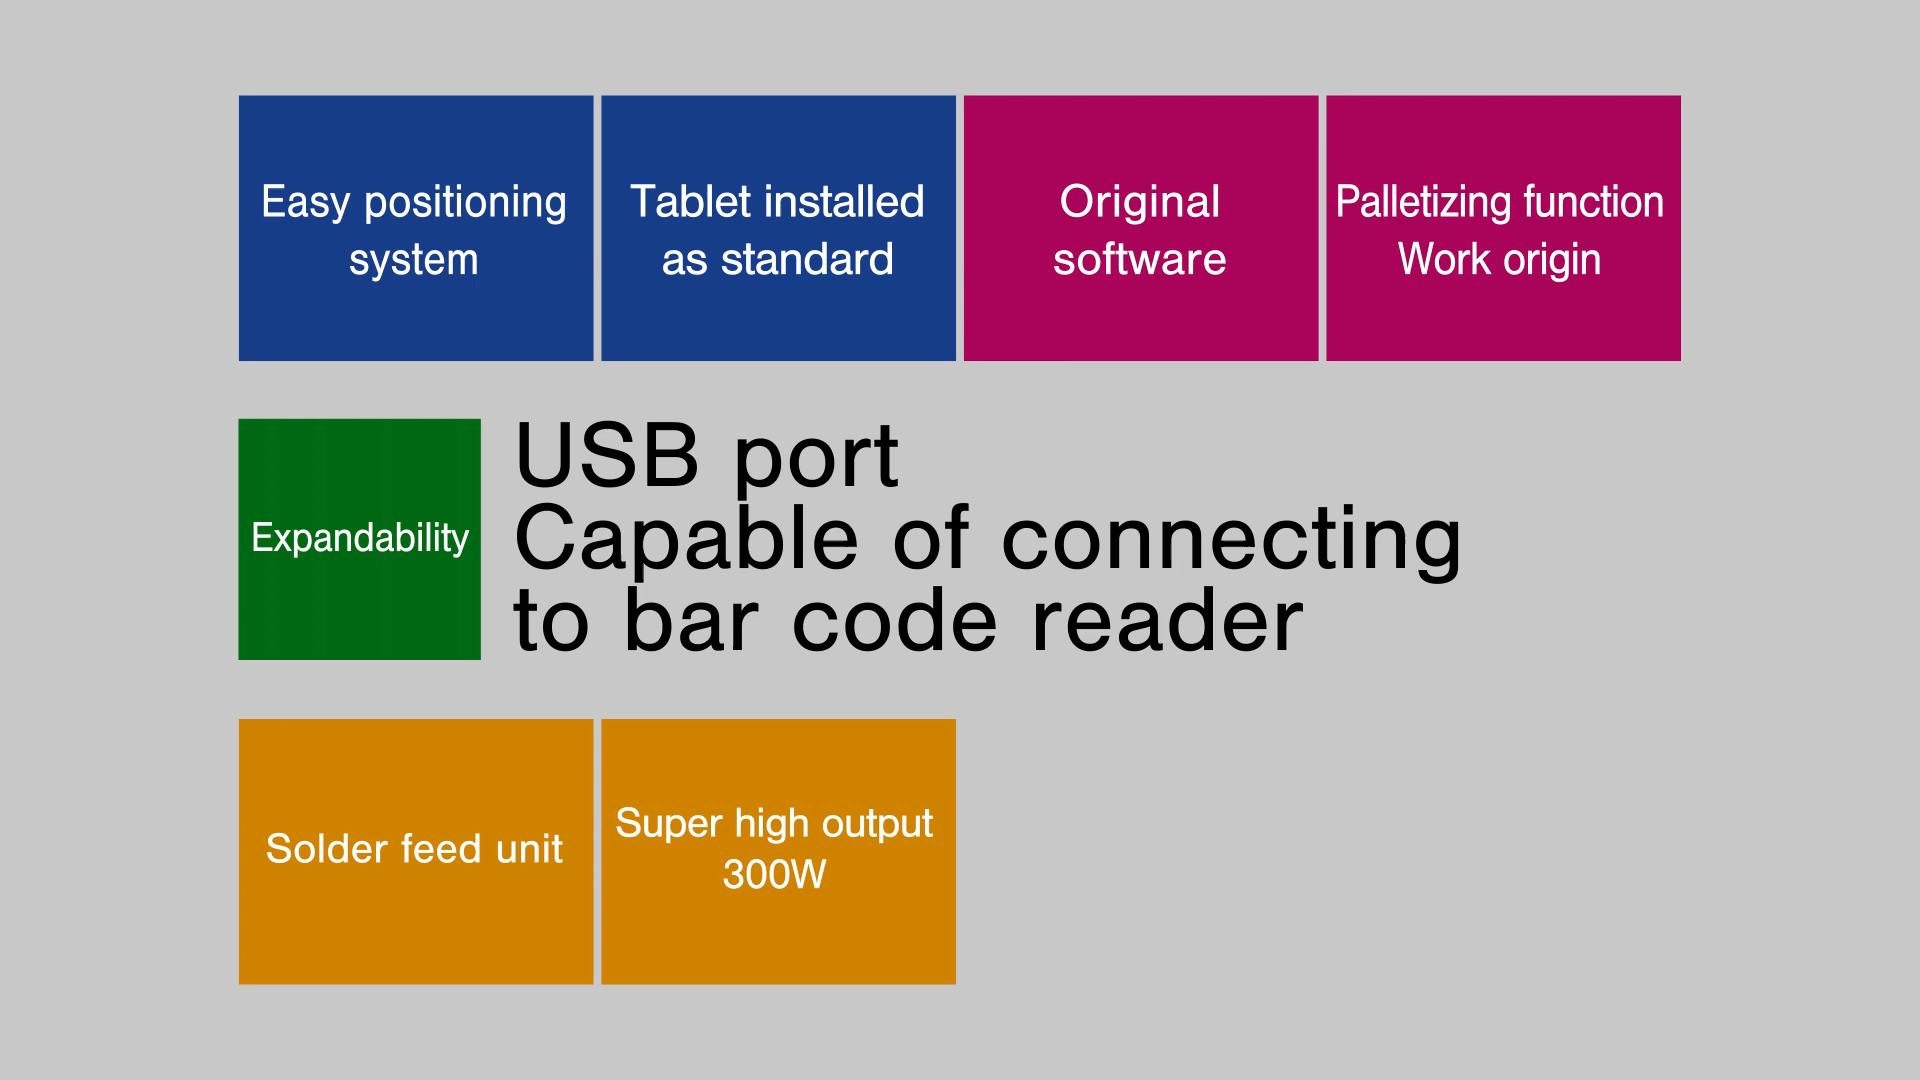 Easy positioning
system
Tablet installed
as standard
Original
software
Palletizing function
Work origin
Expandability
USB port
Capable of connecting
to bar code reader
Solder feed unit
Super high output
300W